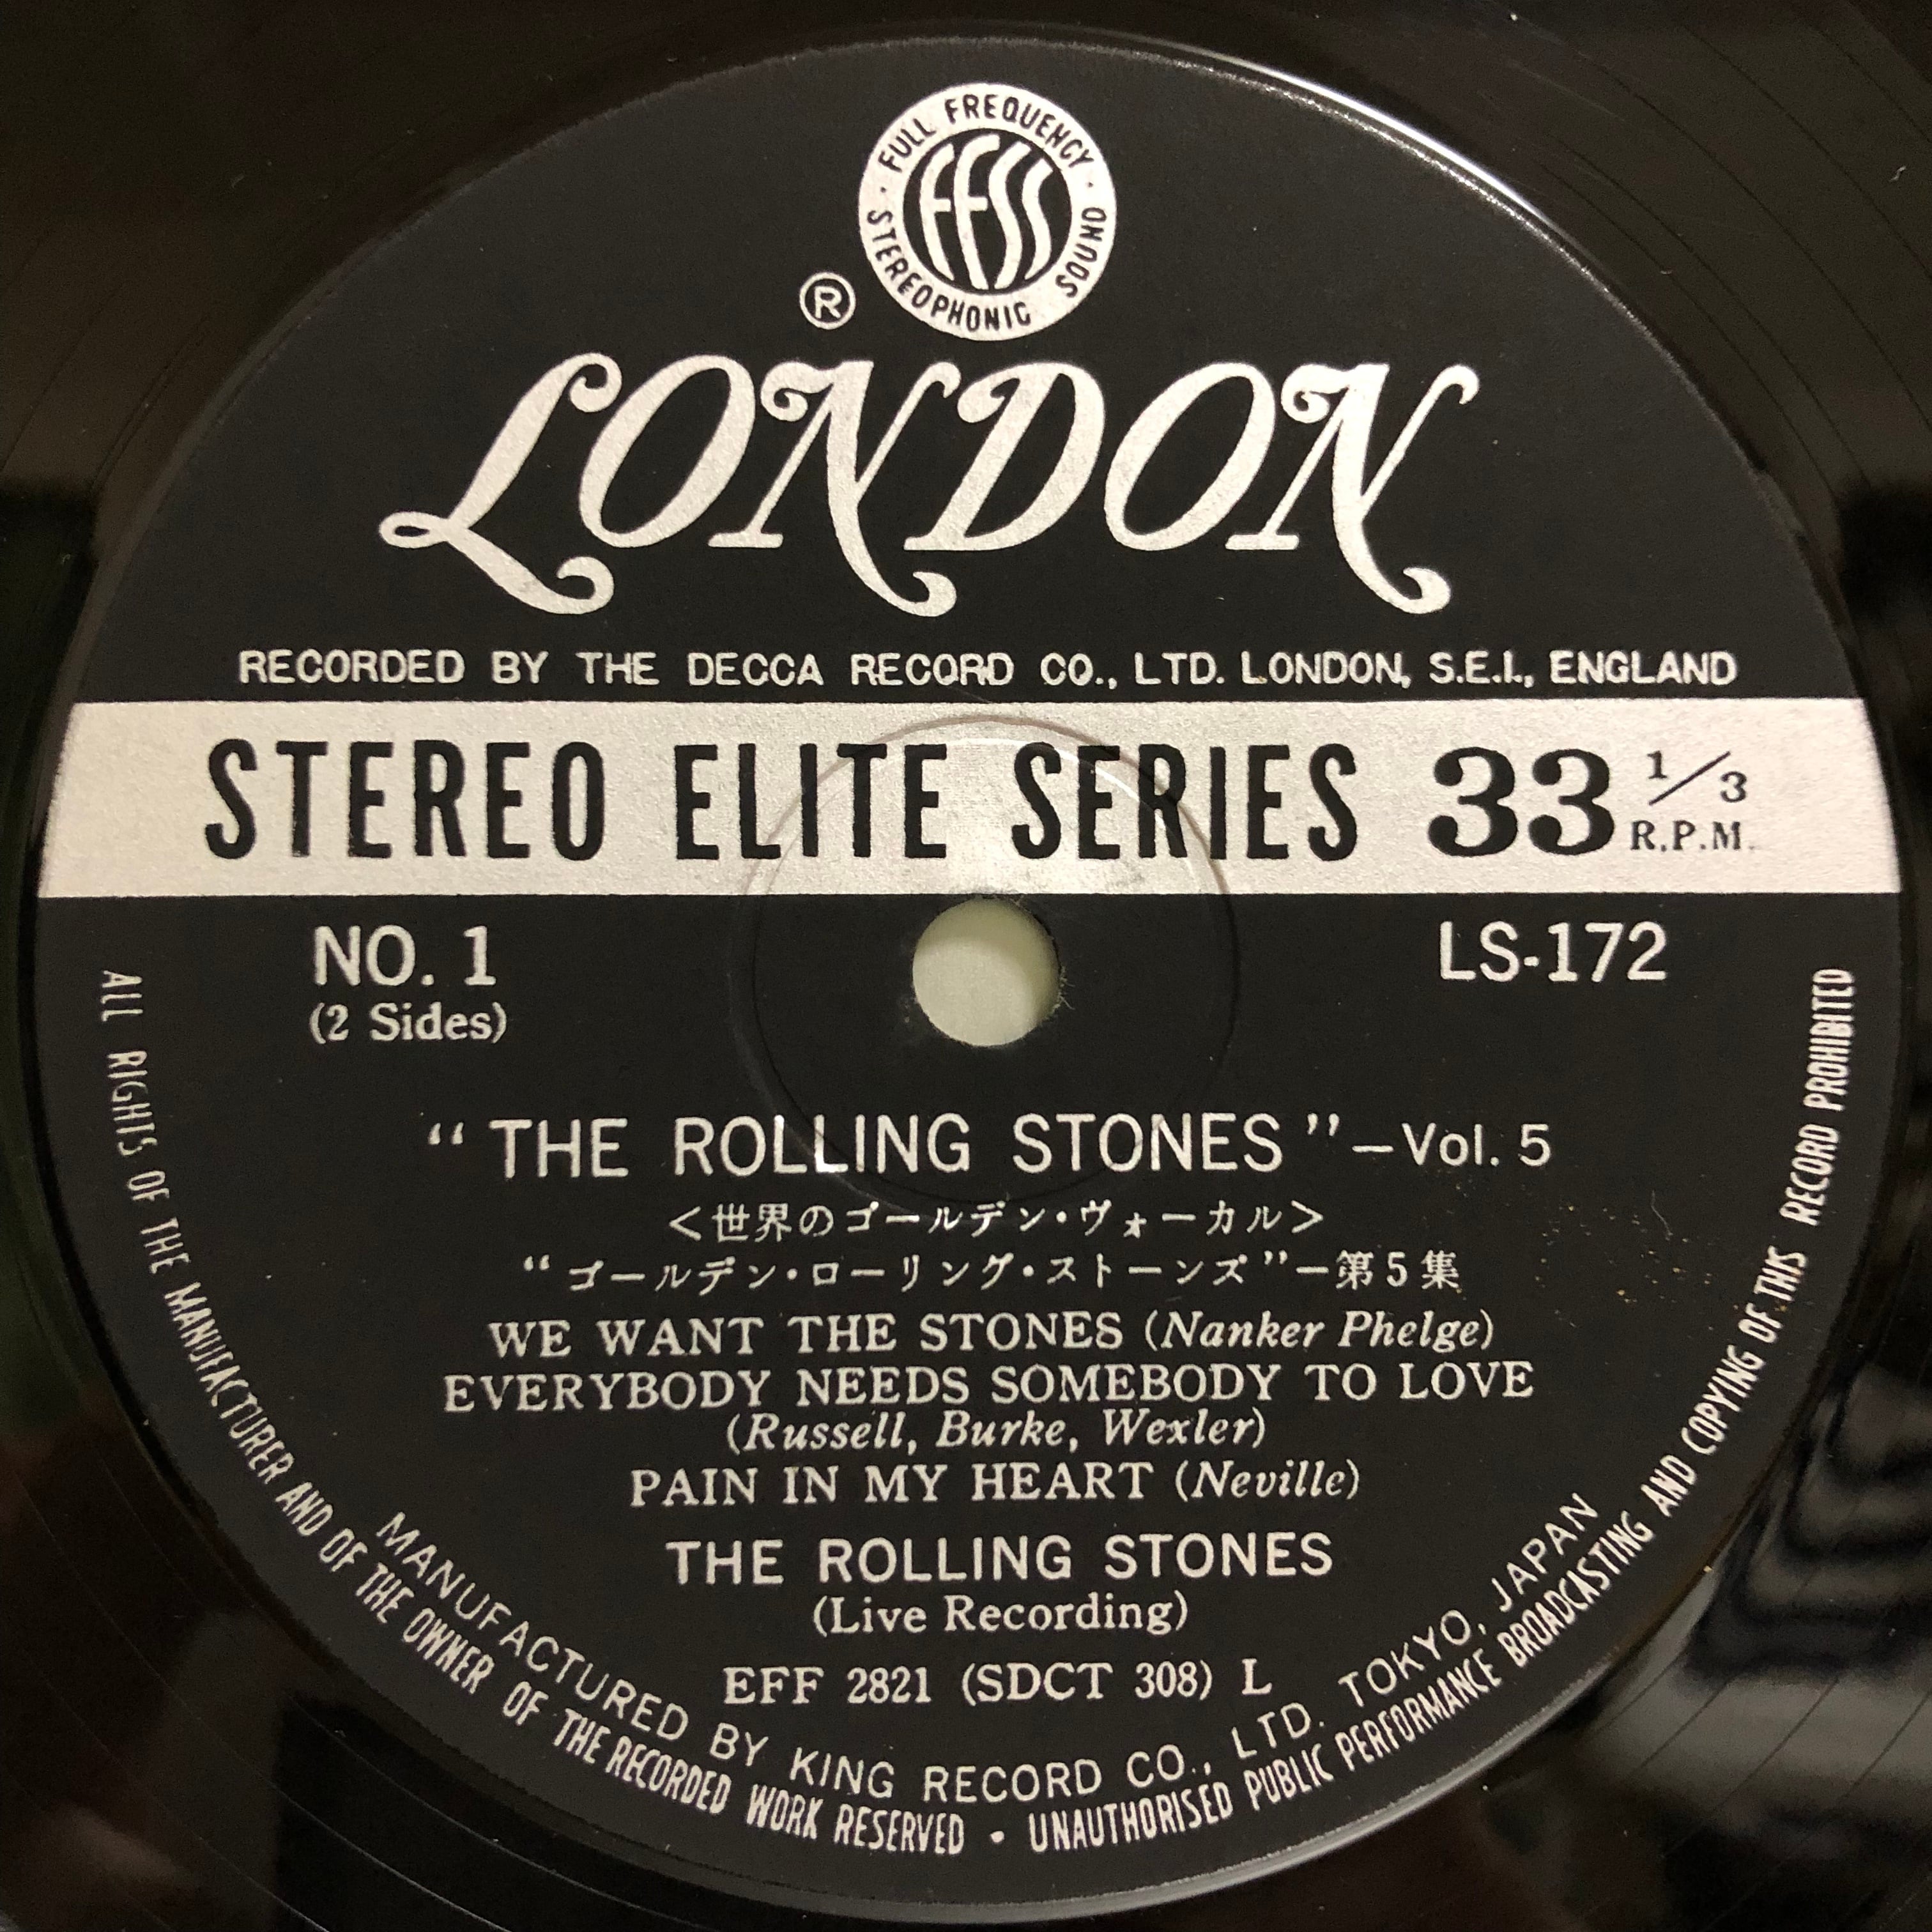 FULL FREQUENCY
FFSS
STEREOPHONIC SOUND
®
LONDON
RECORDED BY THE DECCA RECORD CO., LTD. LONDON, S.E.I., ENGLAND
STEREO ELITE SERIES 33 1/3 R.P.M.
NO. 1
(2 Sides)
LS-172
“THE ROLLING STONES”—Vol. 5
<世界のゴールデン・ヴォーカル>
“ゴールデン・ローリング・ストーンズ”—第5集
WE WANT THE STONES (Nanker Phelge)
EVERYBODY NEEDS SOMEBODY TO LOVE
(Russell, Burke, Wexler)
PAIN IN MY HEART (Neville)
THE ROLLING STONES
(Live Recording)
EFF 2821 (SDCT 308) L
MANUFACTURED BY KING RECORD CO., LTD. TOKYO, JAPAN
ALL RIGHTS OF THE MANUFACTURER AND OF THE OWNER OF THE RECORDED WORK RESERVED • UNAUTHORISED PUBLIC PERFORMANCE BROADCASTING AND COPYING OF THIS RECORD PROHIBITED